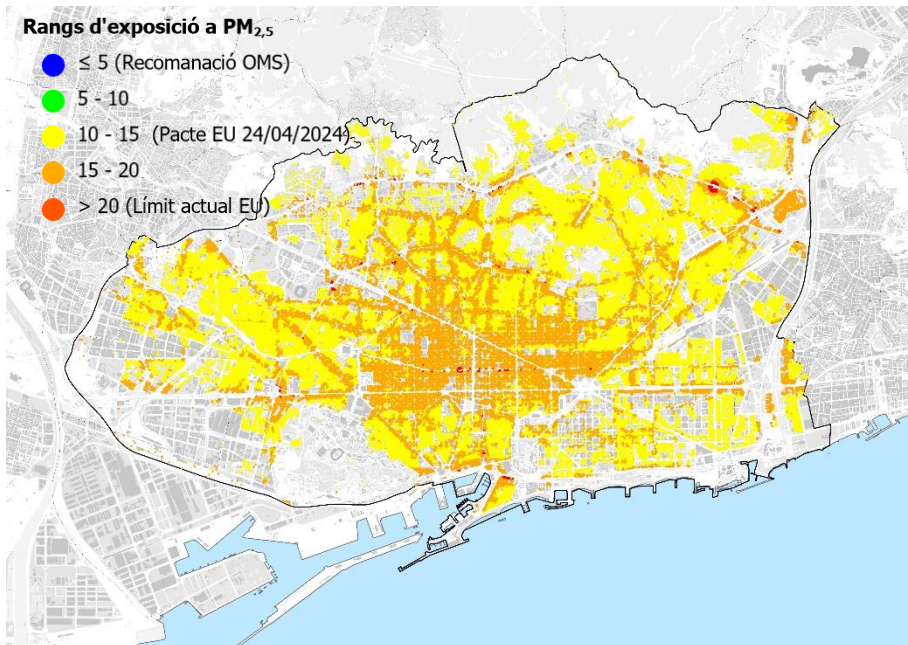 Rangs d'exposició a PM2,5
≤ 5 (Recomanació OMS)
5 - 10
10 - 15 (Pacte EU 24/04/2024
15 - 20
> 20 (Límit actual EU)